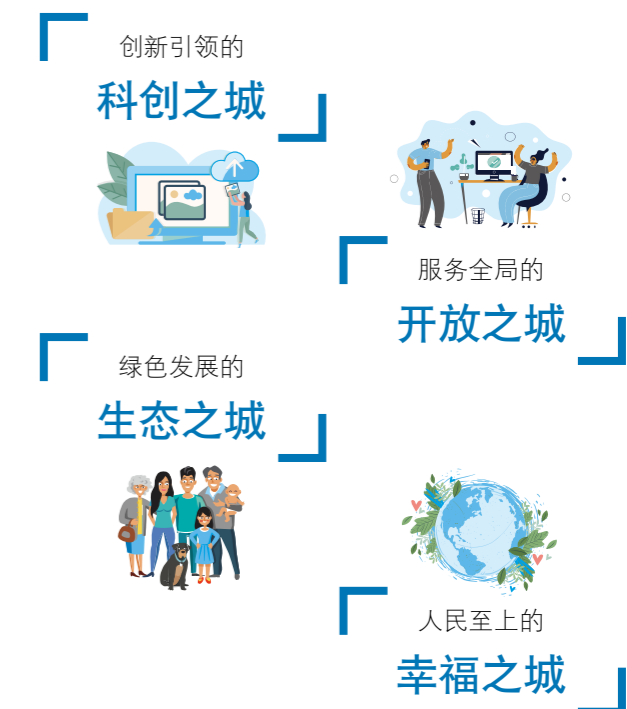 创新引领的
科创之城
服务全局的
开放之城
绿色发展的
生态之城
人民至上的
幸福之城